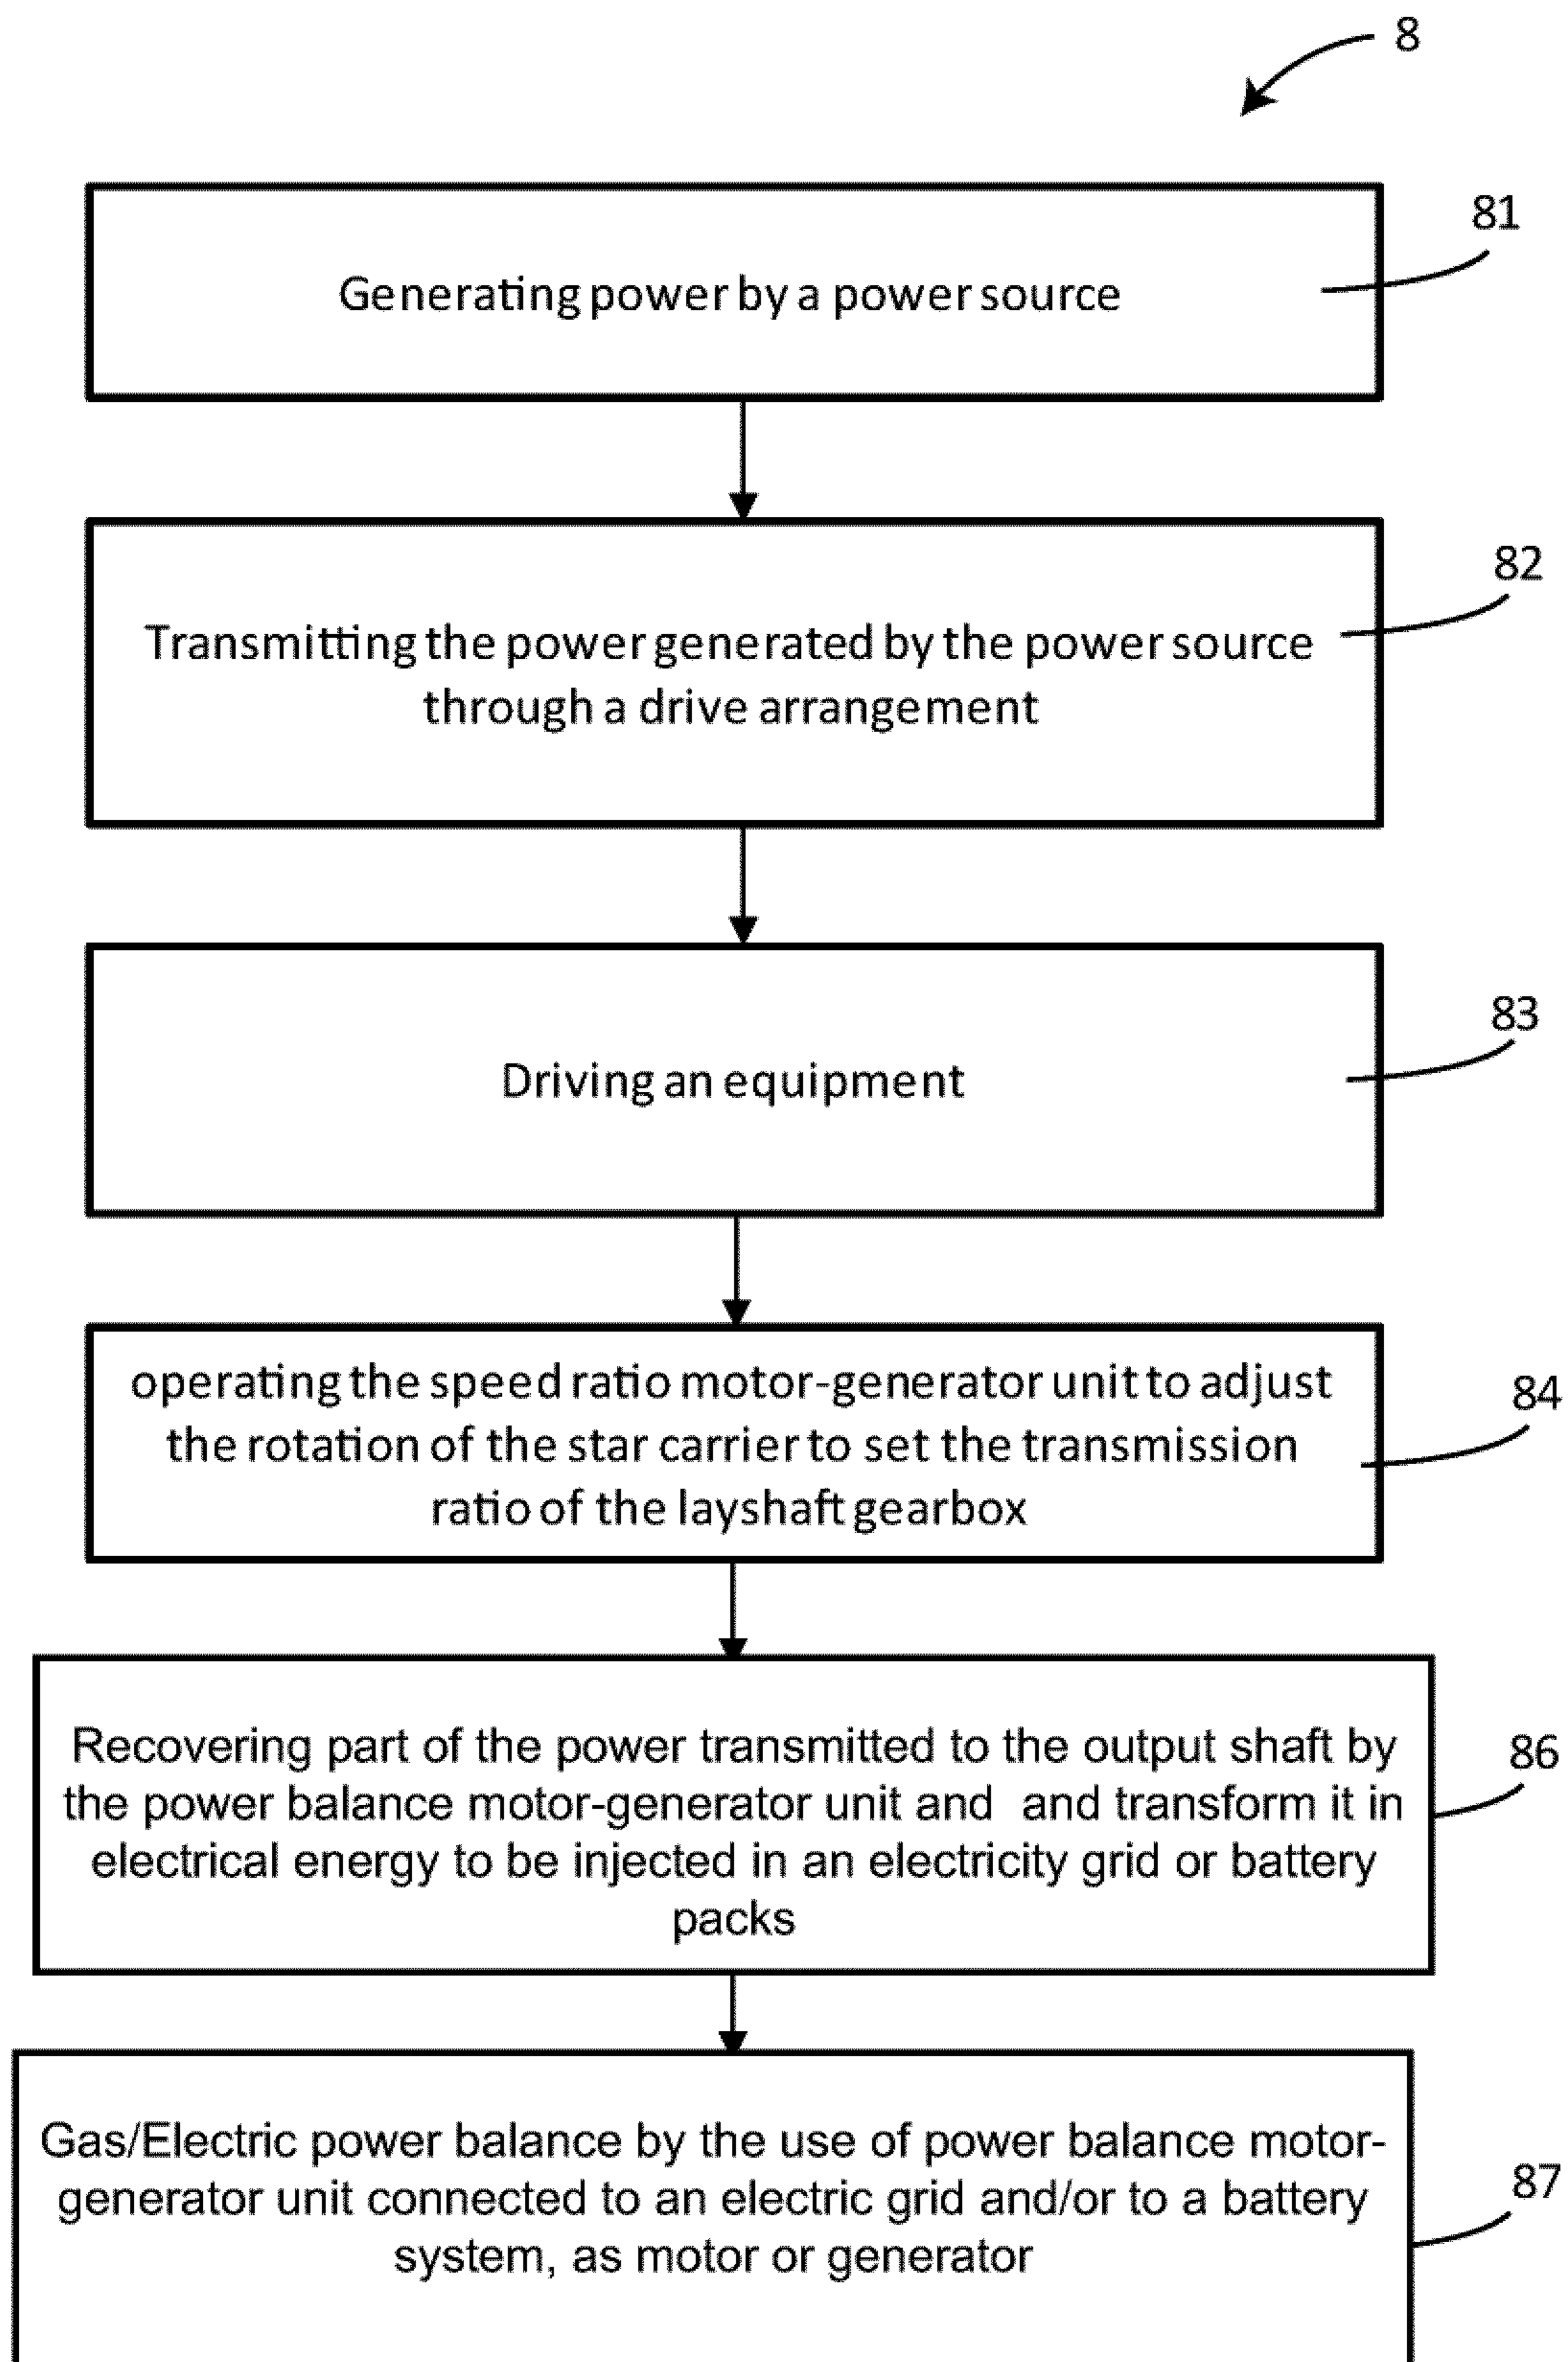 8
81
Generating power by a power source
82
Transmitting the power generated by the power source
through a drive arrangement
83
Driving an equipment
operating the speed ratio motor-generator unit to adjust
84
the rotation of the star carrier to set the transmission
ratio of the layshaft gearbox
Recovering part of the power transmitted to the output shaft by
86
the power balance motor-generator unit and  and transform it in
electrical energy to be injected in an electricity grid or battery
packs
Gas/Electric power balance by the use of power balance motor-
87
generator unit connected to an electric grid and/or to a battery
system, as motor or generator